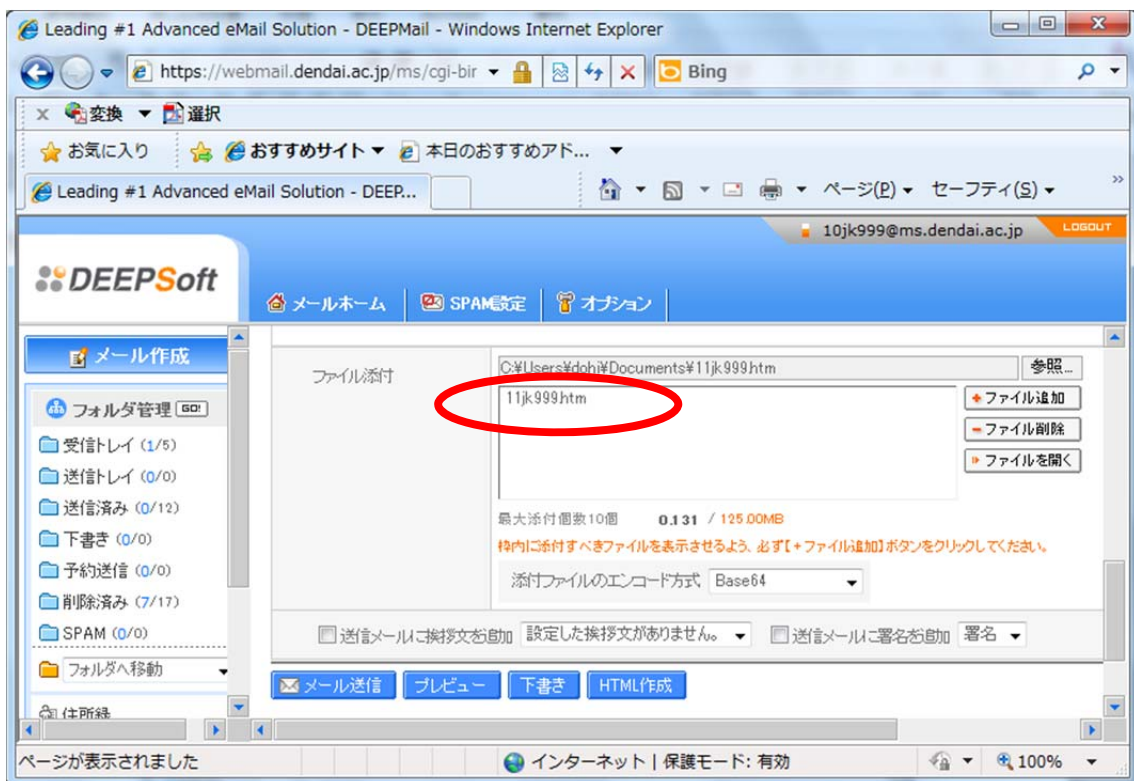 Leading #1 Advanced eMail Solution - DEEPMail - Windows Internet Explorer
https://webmail.dendai.ac.jp/ms/cgi-bir
Bing
x 変換 選択
お気に入り おすすめサイト 本日のおすすめアド...
Leading #1 Advanced eMail Solution - DEEP...
ページ(P) セーフティ(S) »
10jk999@ms.dendai.ac.jp LOGOUT
DEEPSoft
メールホーム SPAM設定 オプション
メール作成
フォルダ管理 GO!
受信トレイ (1/5)
送信トレイ (0/0)
送信済み (0/12)
下書き (0/0)
予約送信 (0/0)
削除済み (7/17)
SPAM (0/0)
フォルダへ移動
住所録
ファイル添付
C:¥Users¥dohi¥Documents¥11jk999.htm 参照...
11jk999.htm
ファイル追加
ファイル削除
ファイルを開く
最大添付個数10個 0.131 / 125.00MB
枠内に添付すべきファイルを表示させるよう、必ず【+ファイル追加】ボタンをクリックしてください。
添付ファイルのエンコード方式 Base64
送信メールに挨拶文を追加 設定した挨拶文がありません。 送信メールに署名を追加 署名
メール送信 プレビュー 下書き HTML作成
ページが表示されました インターネット | 保護モード: 有効 100%